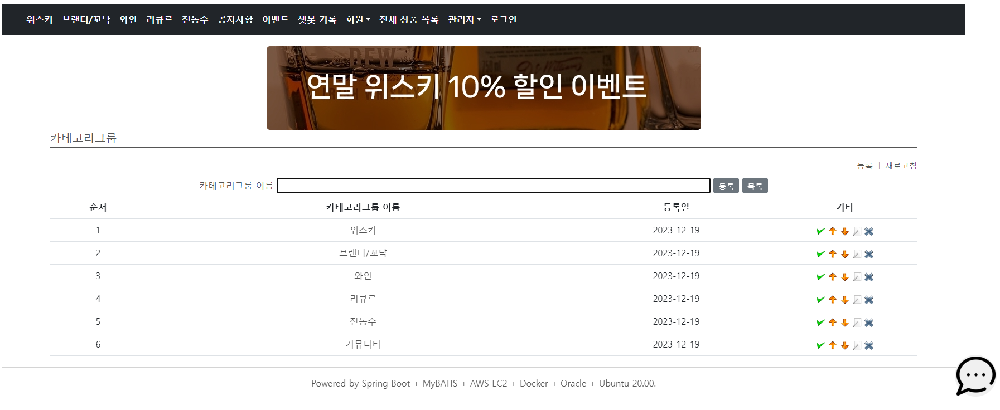 위스키 브랜디/꼬냑 와인 리큐르 전통주 공지사항 이벤트 챗봇 기록 회원 전체 상품 목록 관리자 로그인
DEW
연말 위스키 10% 할인 이벤트
카테고리그룹
등록 | 새로고침
카테고리그룹 이름 등록 목록
순서 카테고리그룹 이름 등록일 기타
1 위스키 2023-12-19
2 브랜디/꼬냑 2023-12-19
3 와인 2023-12-19
4 리큐르 2023-12-19
5 전통주 2023-12-19
6 커뮤니티 2023-12-19
Powered by Spring Boot + MyBATIS + AWS EC2 + Docker + Oracle + Ubuntu 20.00.